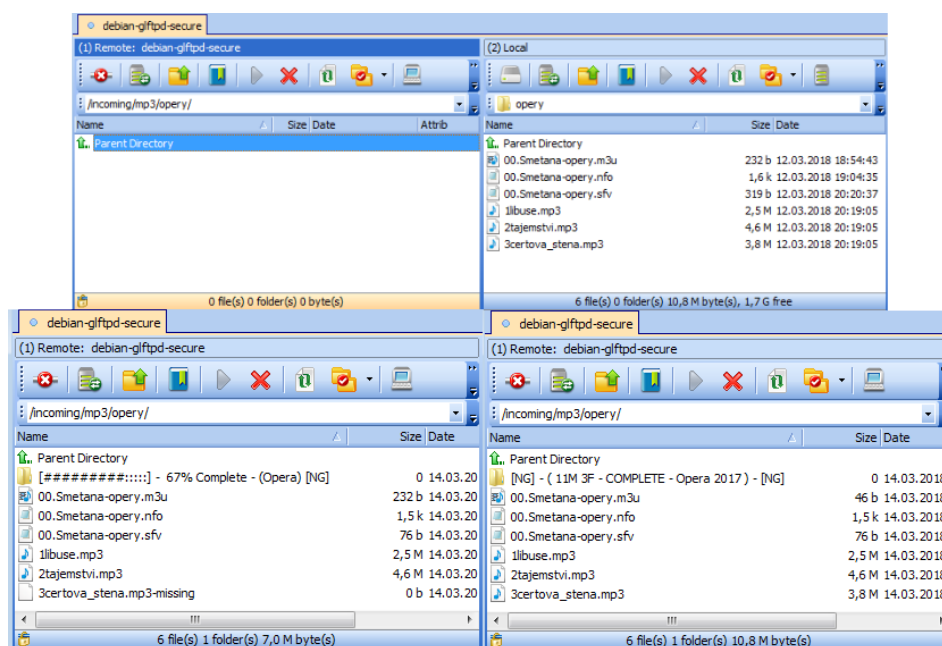 debian-glftpd-secure
(1) Remote: debian-glftpd-secure
/incoming/mp3/opery/
Name Size Date Attrib
Parent Directory
0 file(s) 0 folder(s) 0 byte(s)
(2) Local
opery
Name Size Date
Parent Directory
00.Smetana-opery.m3u 232 b 12.03.2018 18:54:43
00.Smetana-opery.nfo 1,6 k 12.03.2018 19:04:35
00.Smetana-opery.sfv 319 b 12.03.2018 20:20:37
1libuse.mp3 2,5 M 12.03.2018 20:19:05
2tajemstvi.mp3 4,6 M 12.03.2018 20:19:05
3certova_stena.mp3 3,8 M 12.03.2018 20:19:05
6 file(s) 0 folder(s) 10,8 M byte(s), 1,7 G free
debian-glftpd-secure
(1) Remote: debian-glftpd-secure
/incoming/mp3/opery/
Name Size Date
Parent Directory
[#########:::::] - 67% Complete - (Opera) [NG] 0 14.03.20
00.Smetana-opery.m3u 232 b 14.03.20
00.Smetana-opery.nfo 1,5 k 14.03.20
00.Smetana-opery.sfv 76 b 14.03.20
1libuse.mp3 2,5 M 14.03.20
2tajemstvi.mp3 4,6 M 14.03.20
3certova_stena.mp3-missing 0 b 14.03.20
6 file(s) 1 folder(s) 7,0 M byte(s)
debian-glftpd-secure
(1) Remote: debian-glftpd-secure
/incoming/mp3/opery/
Name Size Date
Parent Directory
[NG] - ( 11M 3F - COMPLETE - Opera 2017 ) - [NG] 0 14.03.2018
00.Smetana-opery.m3u 46 b 14.03.2018
00.Smetana-opery.nfo 1,5 k 14.03.2018
00.Smetana-opery.sfv 76 b 14.03.2018
1libuse.mp3 2,5 M 14.03.2018
2tajemstvi.mp3 4,6 M 14.03.2018
3certova_stena.mp3 3,8 M 14.03.2018
6 file(s) 1 folder(s) 10,8 M byte(s)